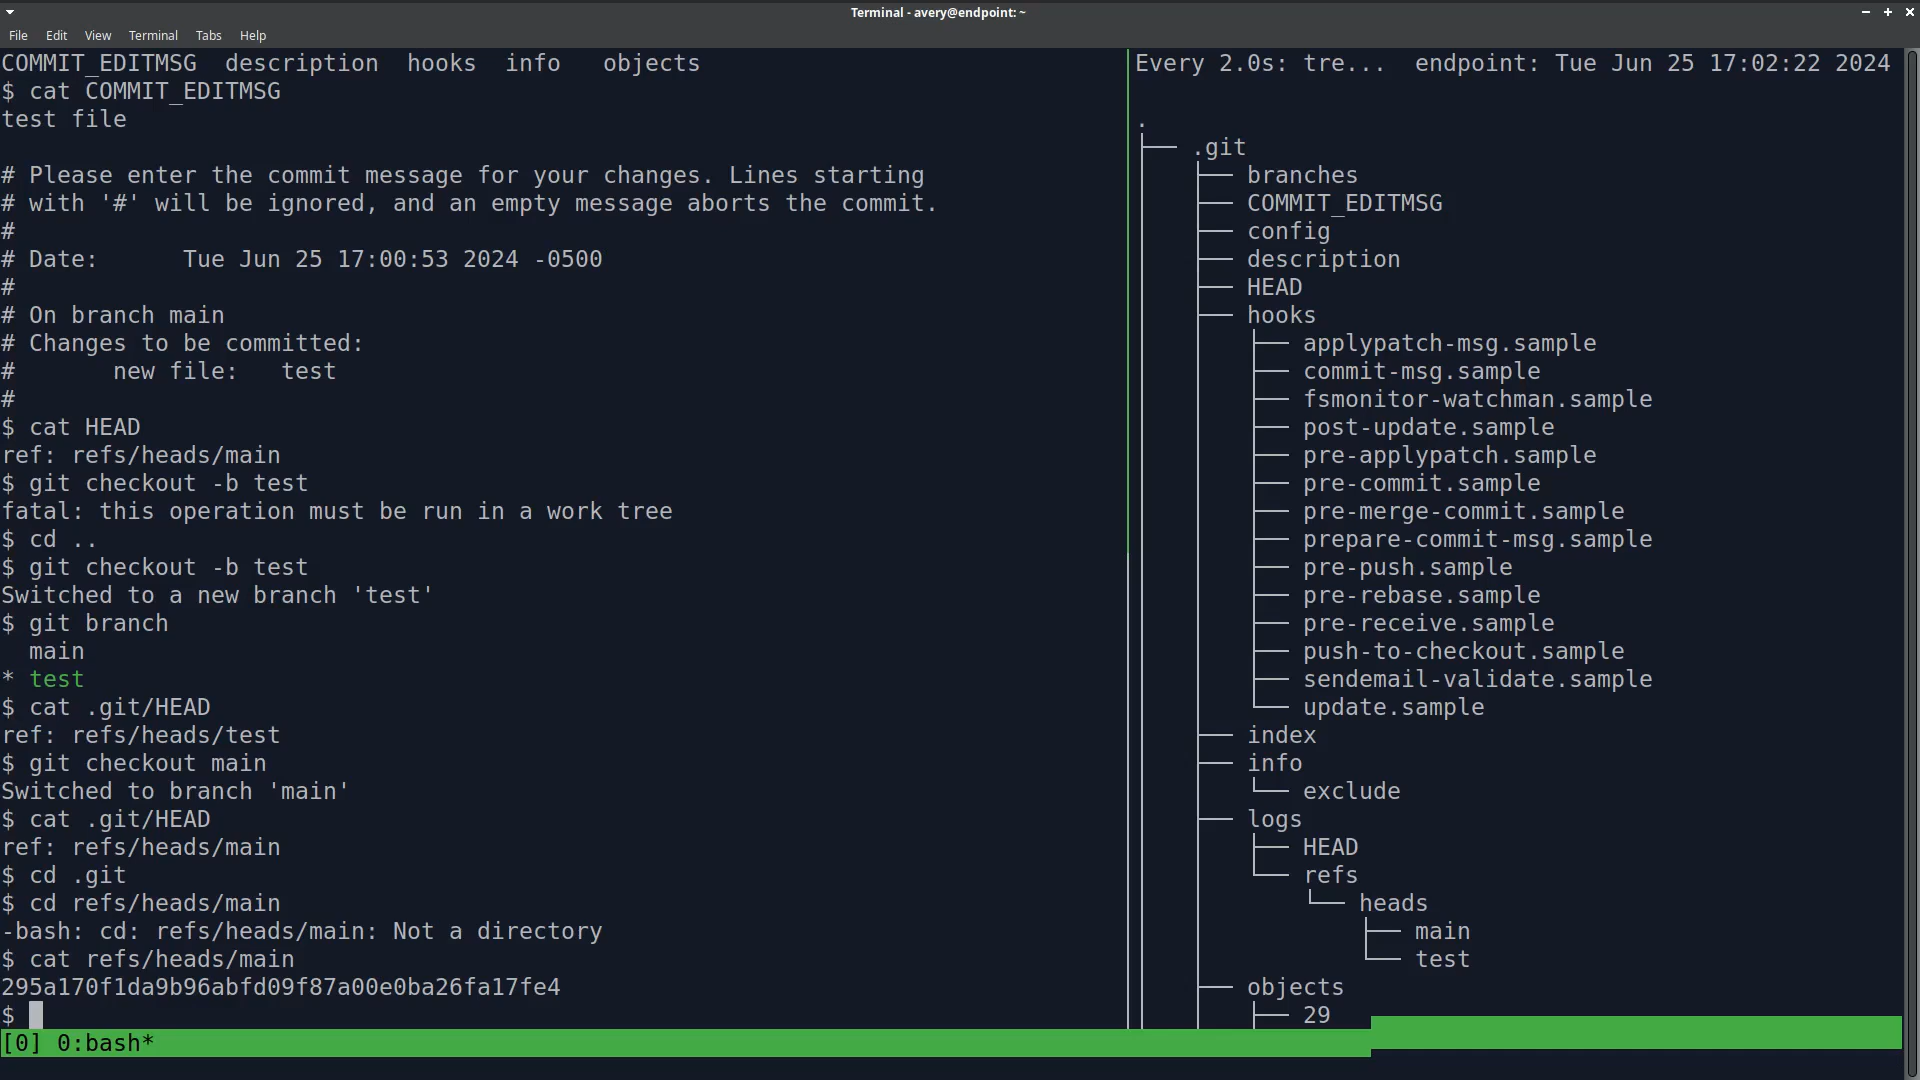 Terminal - avery@endpoint: ~
File Edit View Terminal Tabs Help
COMMIT_EDITMSG  description  hooks  info   objects
$ cat COMMIT_EDITMSG
test file
# Please enter the commit message for your changes. Lines starting
# with '#' will be ignored, and an empty message aborts the commit.
#
# Date:      Tue Jun 25 17:00:53 2024 -0500
#
# On branch main
# Changes to be committed:
#       new file:   test
#
$ cat HEAD
ref: refs/heads/main
$ git checkout -b test
fatal: this operation must be run in a work tree
$ cd ..
$ git checkout -b test
Switched to a new branch 'test'
$ git branch
  main
* test
$ cat .git/HEAD
ref: refs/heads/test
$ git checkout main
Switched to branch 'main'
$ cat .git/HEAD
ref: refs/heads/main
$ cd .git
$ cd refs/heads/main
-bash: cd: refs/heads/main: Not a directory
$ cat refs/heads/main
295a170f1da9b96abfd09f87a00e0ba26fa17fe4
$
Every 2.0s: tre...  endpoint: Tue Jun 25 17:02:22 2024
.
├── .git
│   ├── branches
│   ├── COMMIT_EDITMSG
│   ├── config
│   ├── description
│   ├── HEAD
│   ├── hooks
│   │   ├── applypatch-msg.sample
│   │   ├── commit-msg.sample
│   │   ├── fsmonitor-watchman.sample
│   │   ├── post-update.sample
│   │   ├── pre-applypatch.sample
│   │   ├── pre-commit.sample
│   │   ├── pre-merge-commit.sample
│   │   ├── prepare-commit-msg.sample
│   │   ├── pre-push.sample
│   │   ├── pre-rebase.sample
│   │   ├── pre-receive.sample
│   │   ├── push-to-checkout.sample
│   │   ├── sendemail-validate.sample
│   │   └── update.sample
│   ├── index
│   ├── info
│   │   └── exclude
│   ├── logs
│   │   ├── HEAD
│   │   └── refs
│   │       └── heads
│   │           ├── main
│   │           └── test
│   ├── objects
│   │   ├── 29
[0] 0:bash*